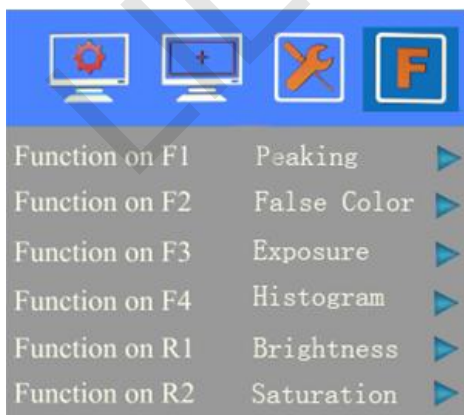 F
Function on F1 Peaking
Function on F2 False Color
Function on F3 Exposure
Function on F4 Histogram
Function on R1 Brightness
Function on R2 Saturation